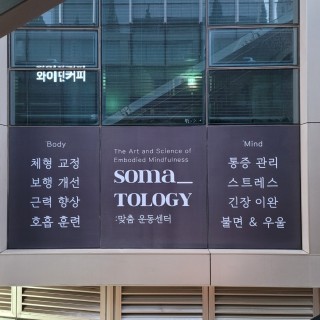 와이던커피
Body
체형 교정
보행 개선
근력 향상
호흡 훈련
The Art and Science of
Embodied Mindfulness
soma_
TOLOGY
:맞춤 운동센터
Mind
통증 관리
스트레스
긴장 이완
불면 & 우울